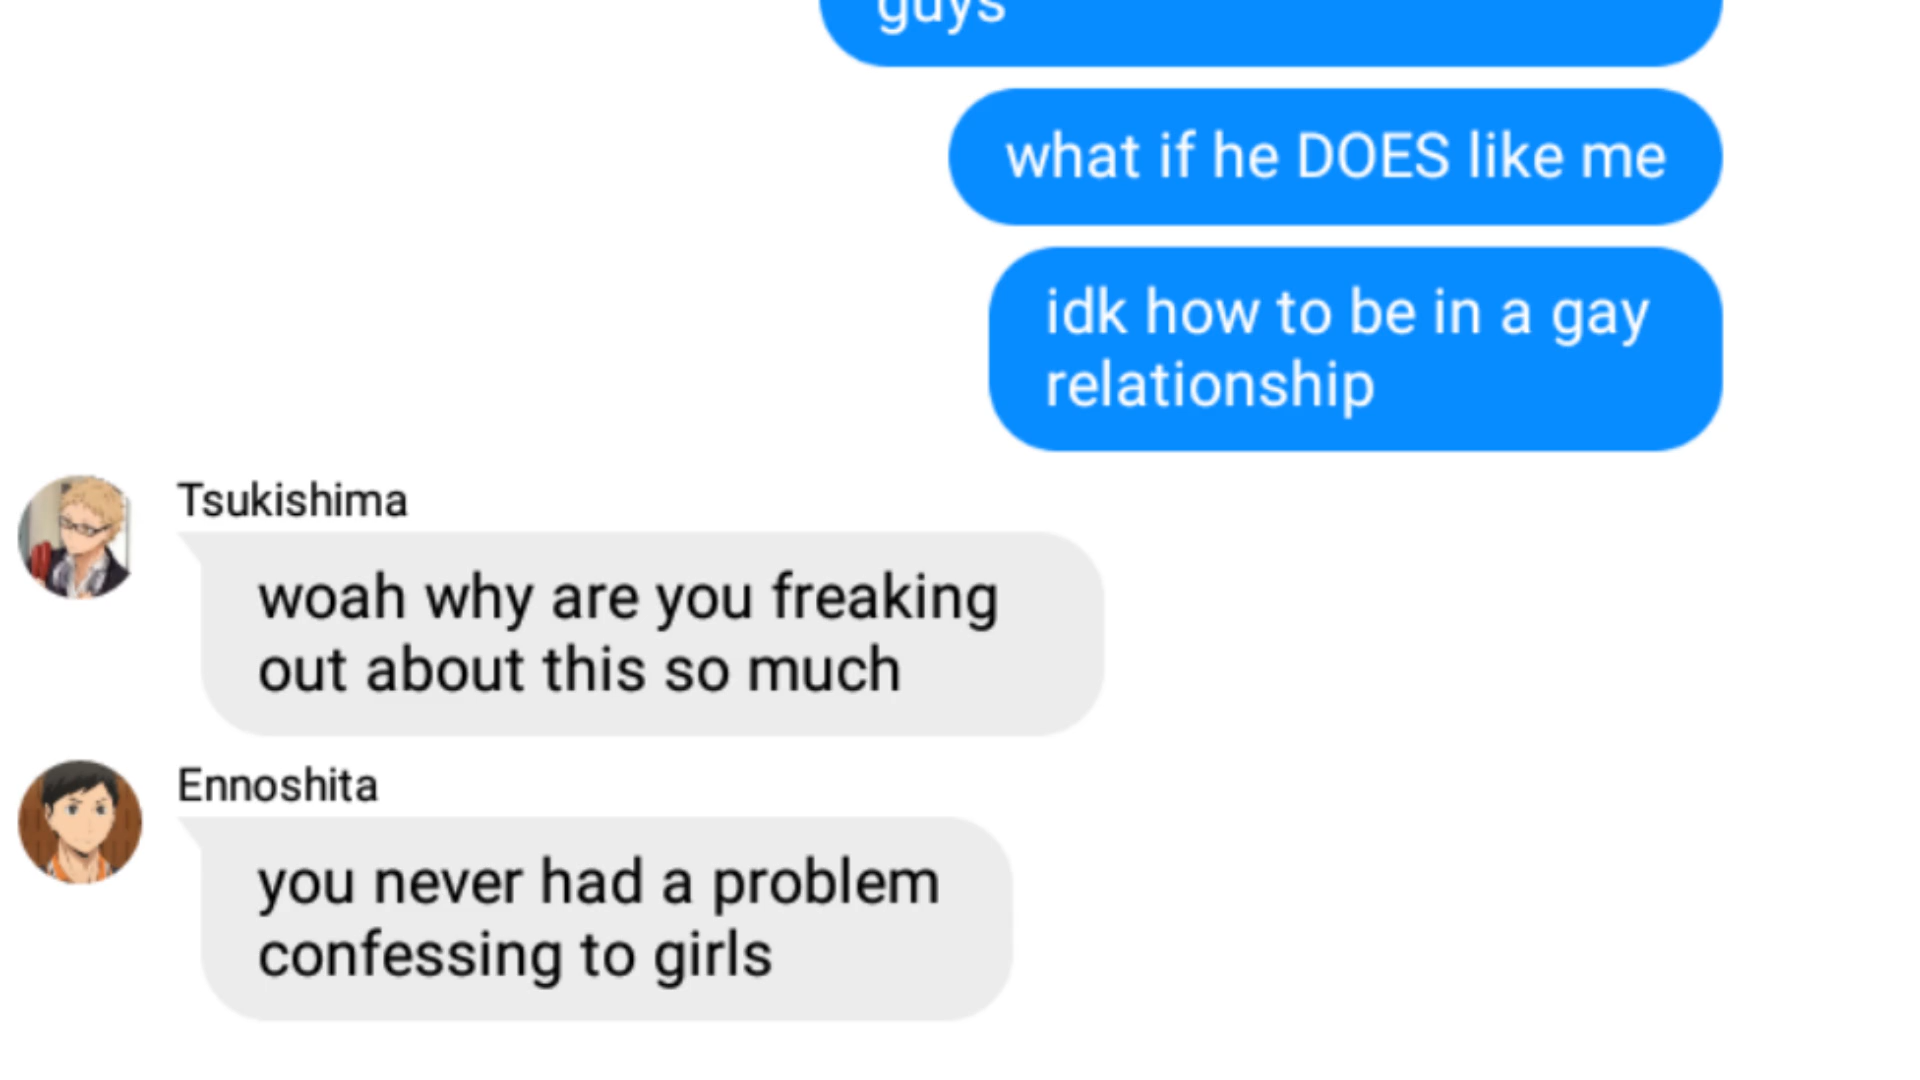 guys
what if he DOES like me
idk how to be in a gay
relationship
Tsukishima
woah why are you freaking
out about this so much
Ennoshita
you never had a problem
confessing to girls